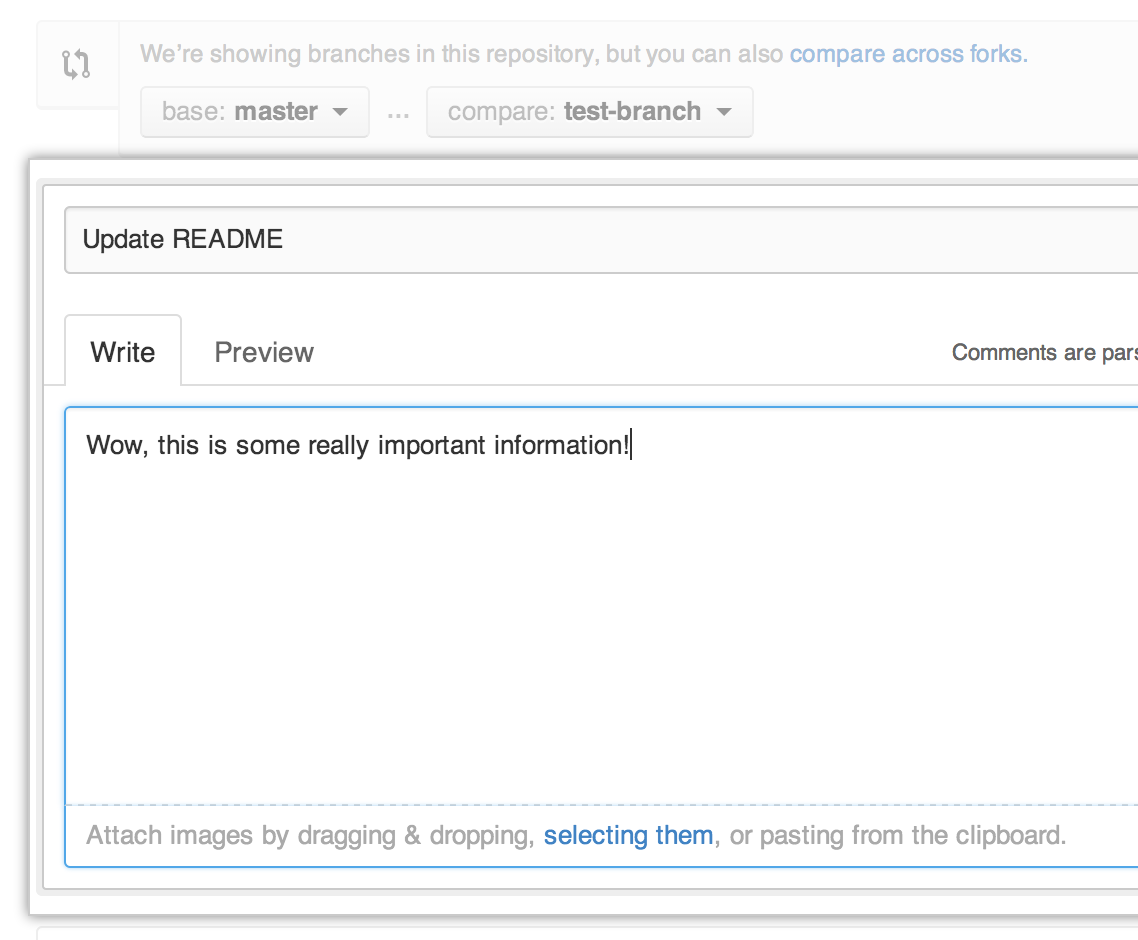 We’re showing branches in this repository, but you can also compare across forks.
base: master ... compare: test-branch
Update README
Write Preview Comments are pars
Wow, this is some really important information!
Attach images by dragging & dropping, selecting them, or pasting from the clipboard.